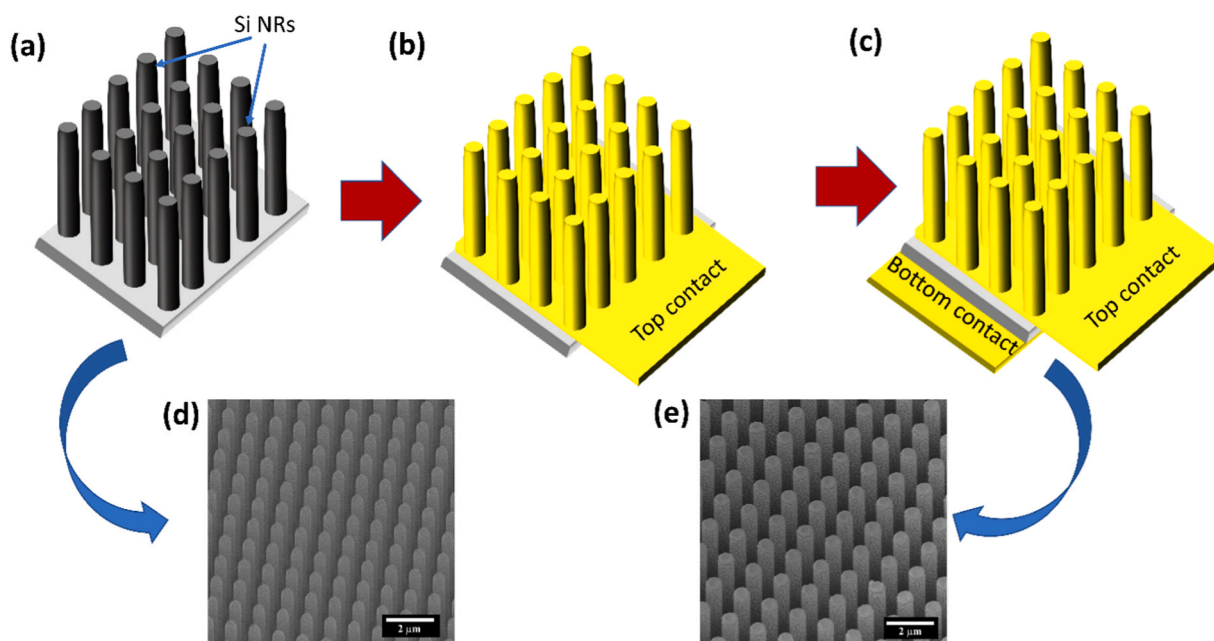 Si NRs
(a)
(b)
(c)
Top contact
Bottom contact
Top contact
(d)
(e)
2 μm
2 μm